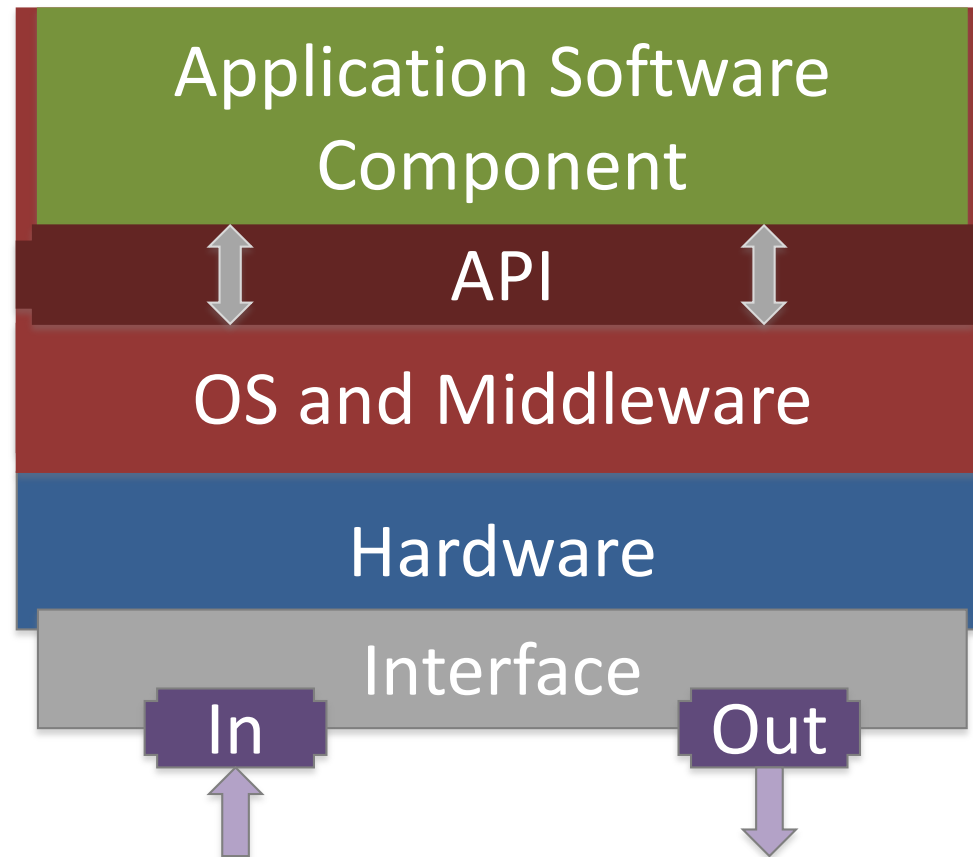 Application Software
Component
API
OS and Middleware
Hardware
Interface
In
Out